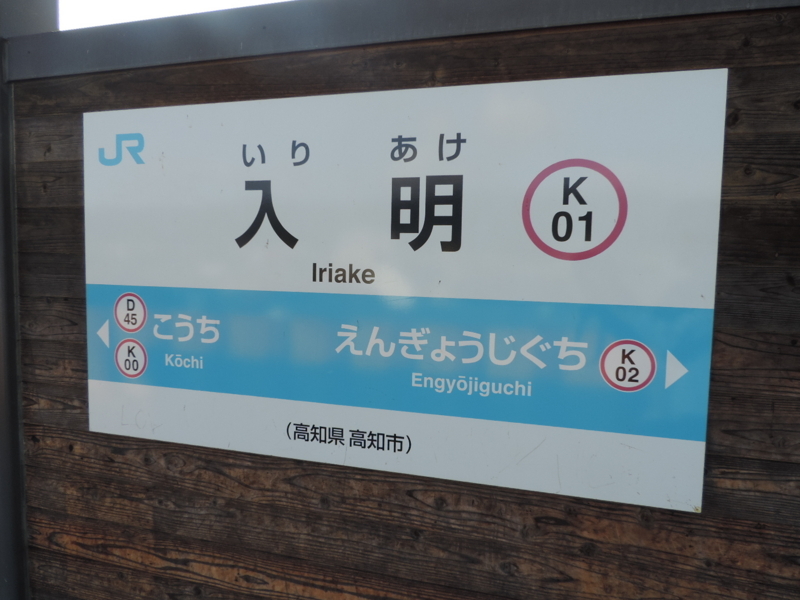 JR
いり あけ
入 明
K
01
Iriake
D
45
こうち
K
00
Kōchi
えんぎょうじぐち
Engyōjiguchi
K
02
(高知県 高知市)